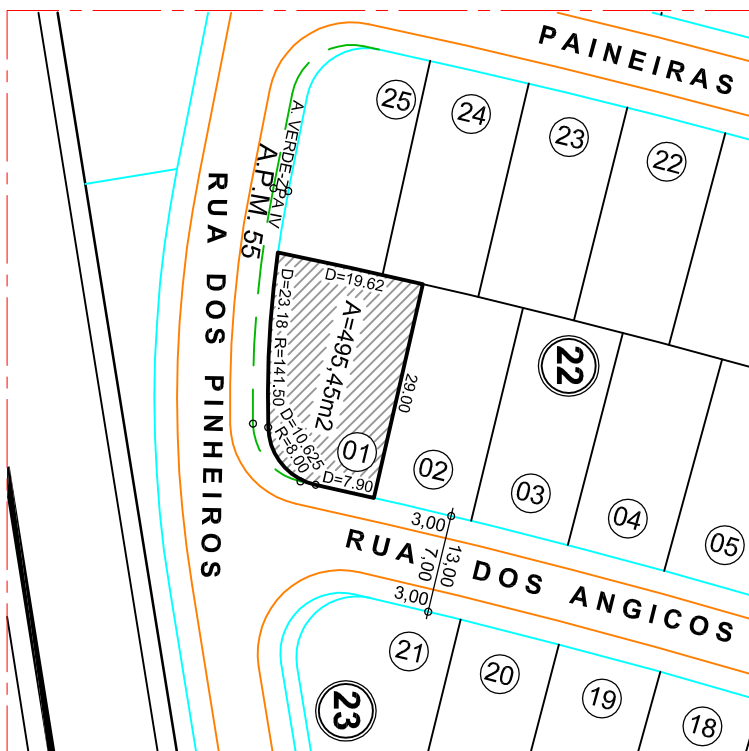 PAINEIRAS
25
24
23
22
A. VERDE-ZPA IV
A.P.M. 55
RUA DOS PINHEIROS
D=19.62
D=23.18 R=141.50
A=495,45m2
29.00
D=10.625
R=8.00
D=7.90
01
22
02
03
04
05
3,00
7,00
13,00
3,00
RUA DOS ANGICOS
21
20
19
18
23